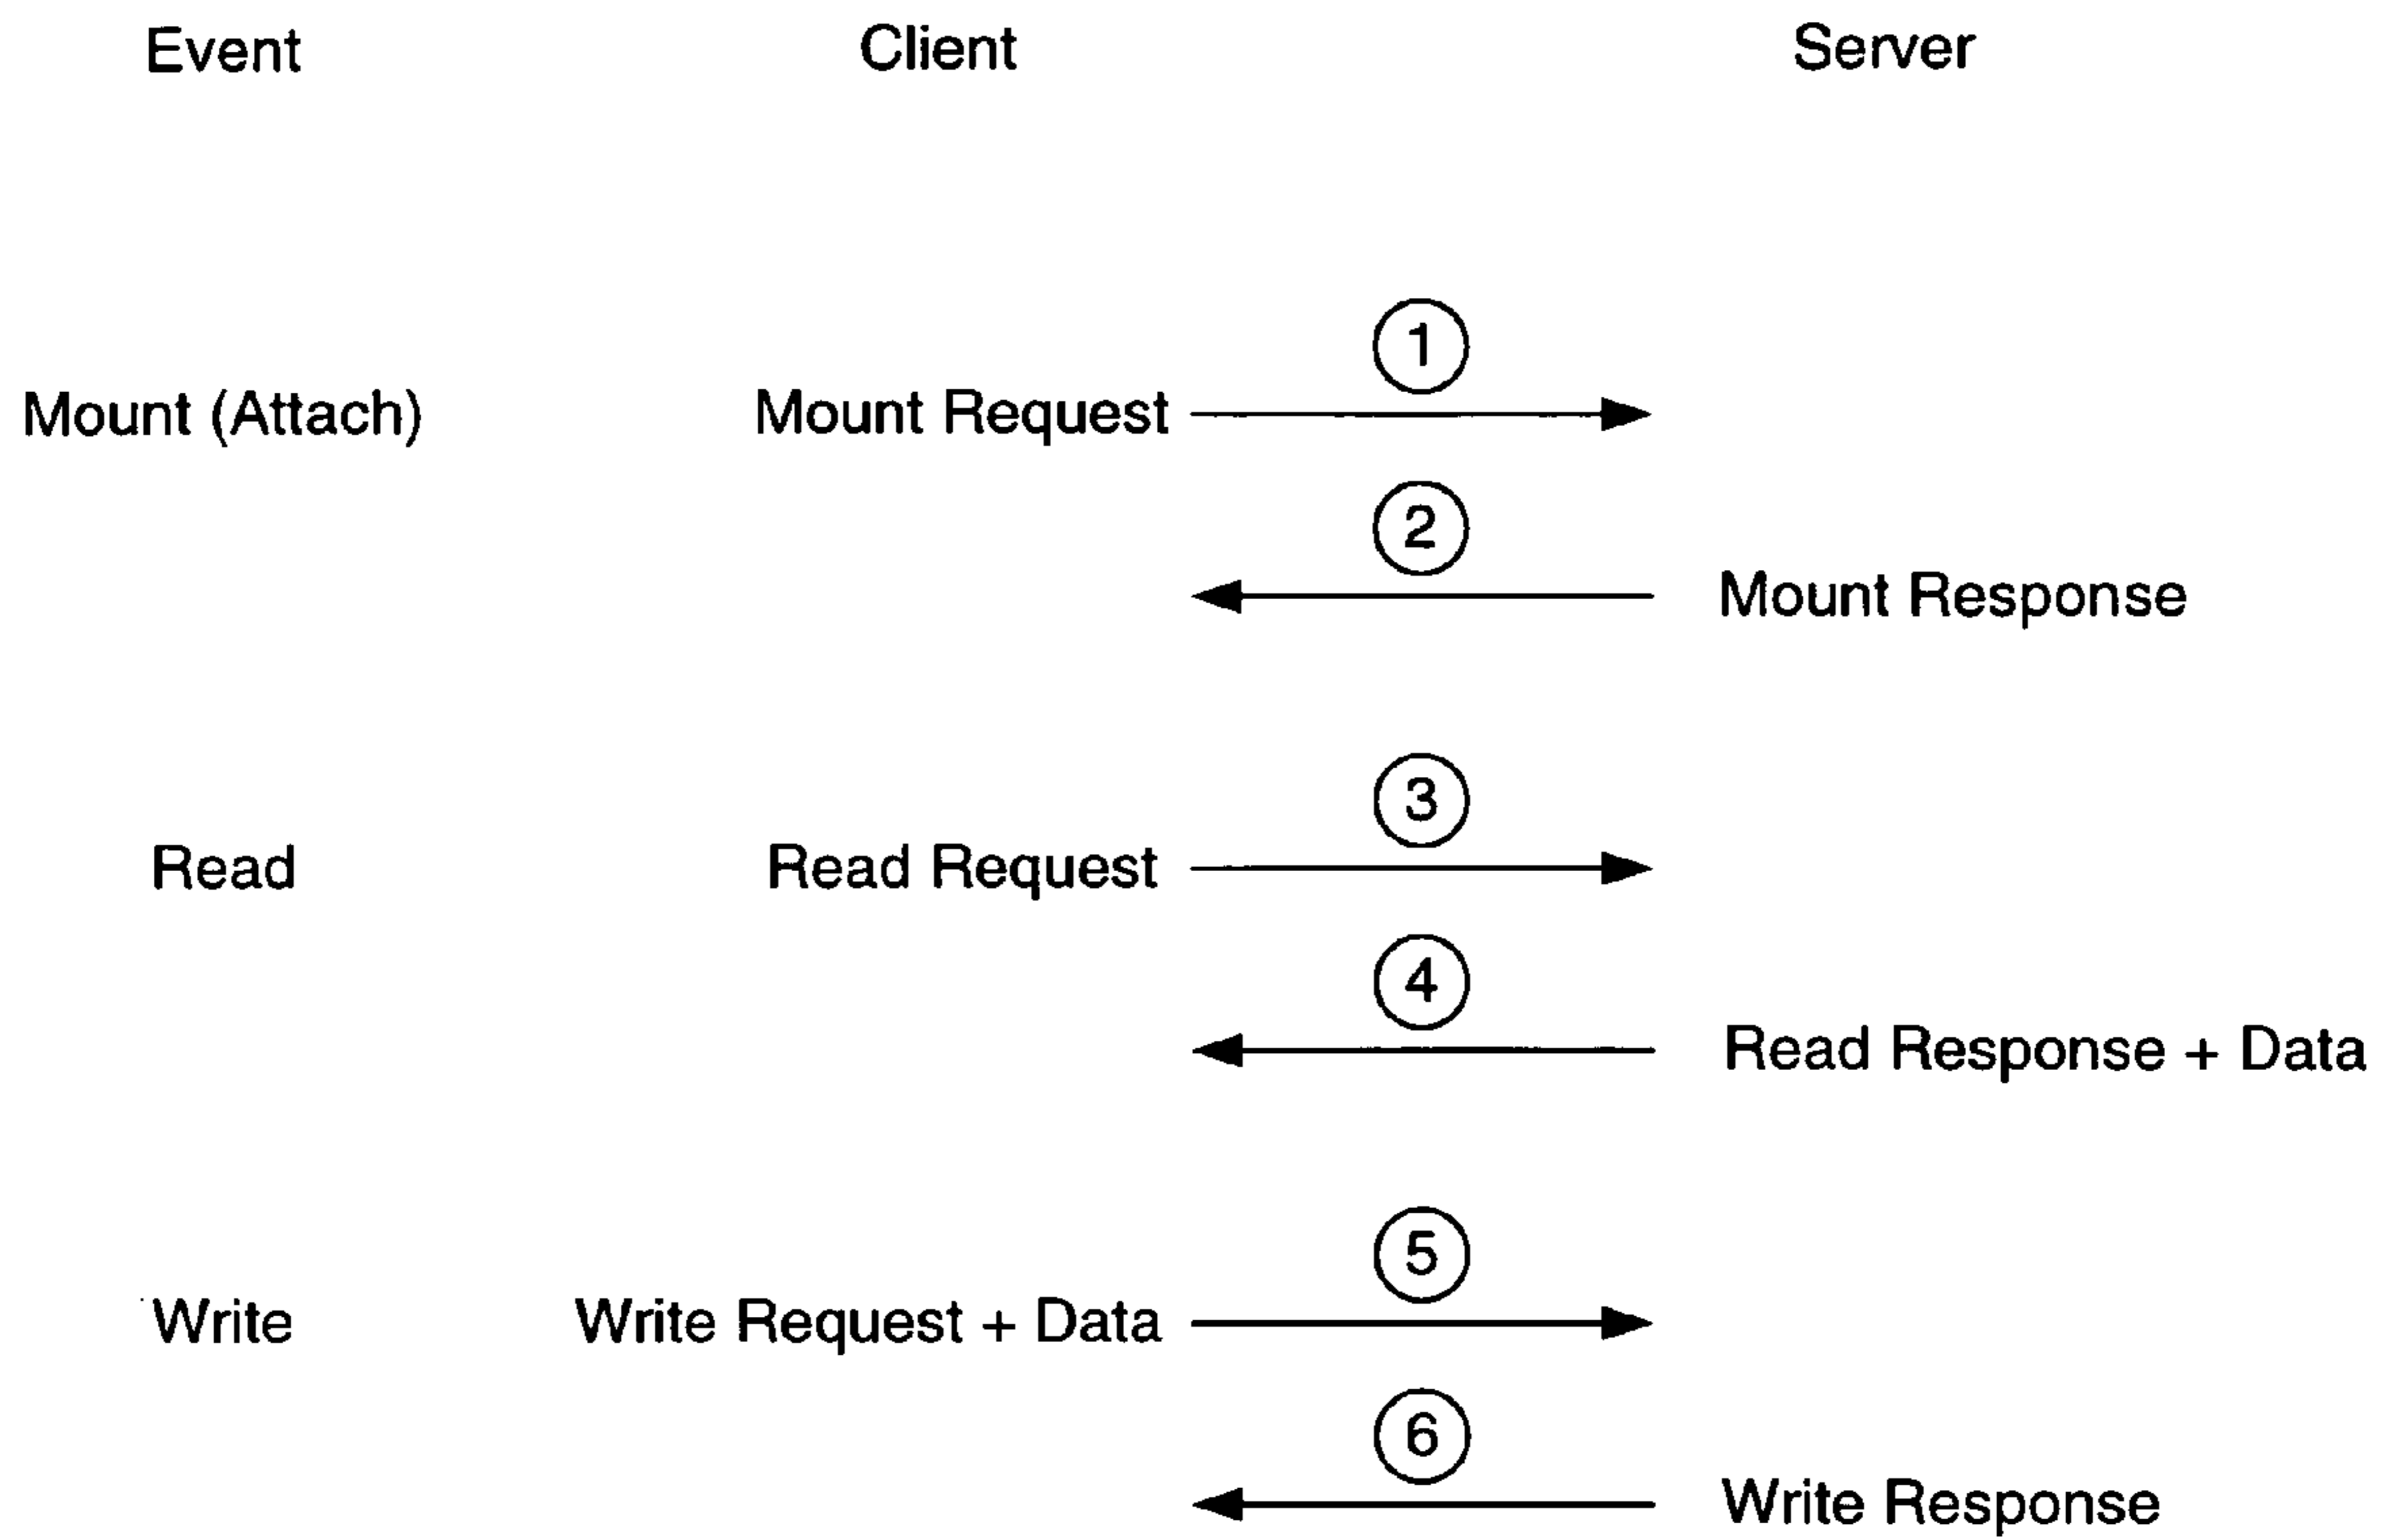 Event Client Server
1
Mount (Attach) Mount Request
2
Mount Response
3
Read Read Request
4
Read Response + Data
5
Write Write Request + Data
6
Write Response